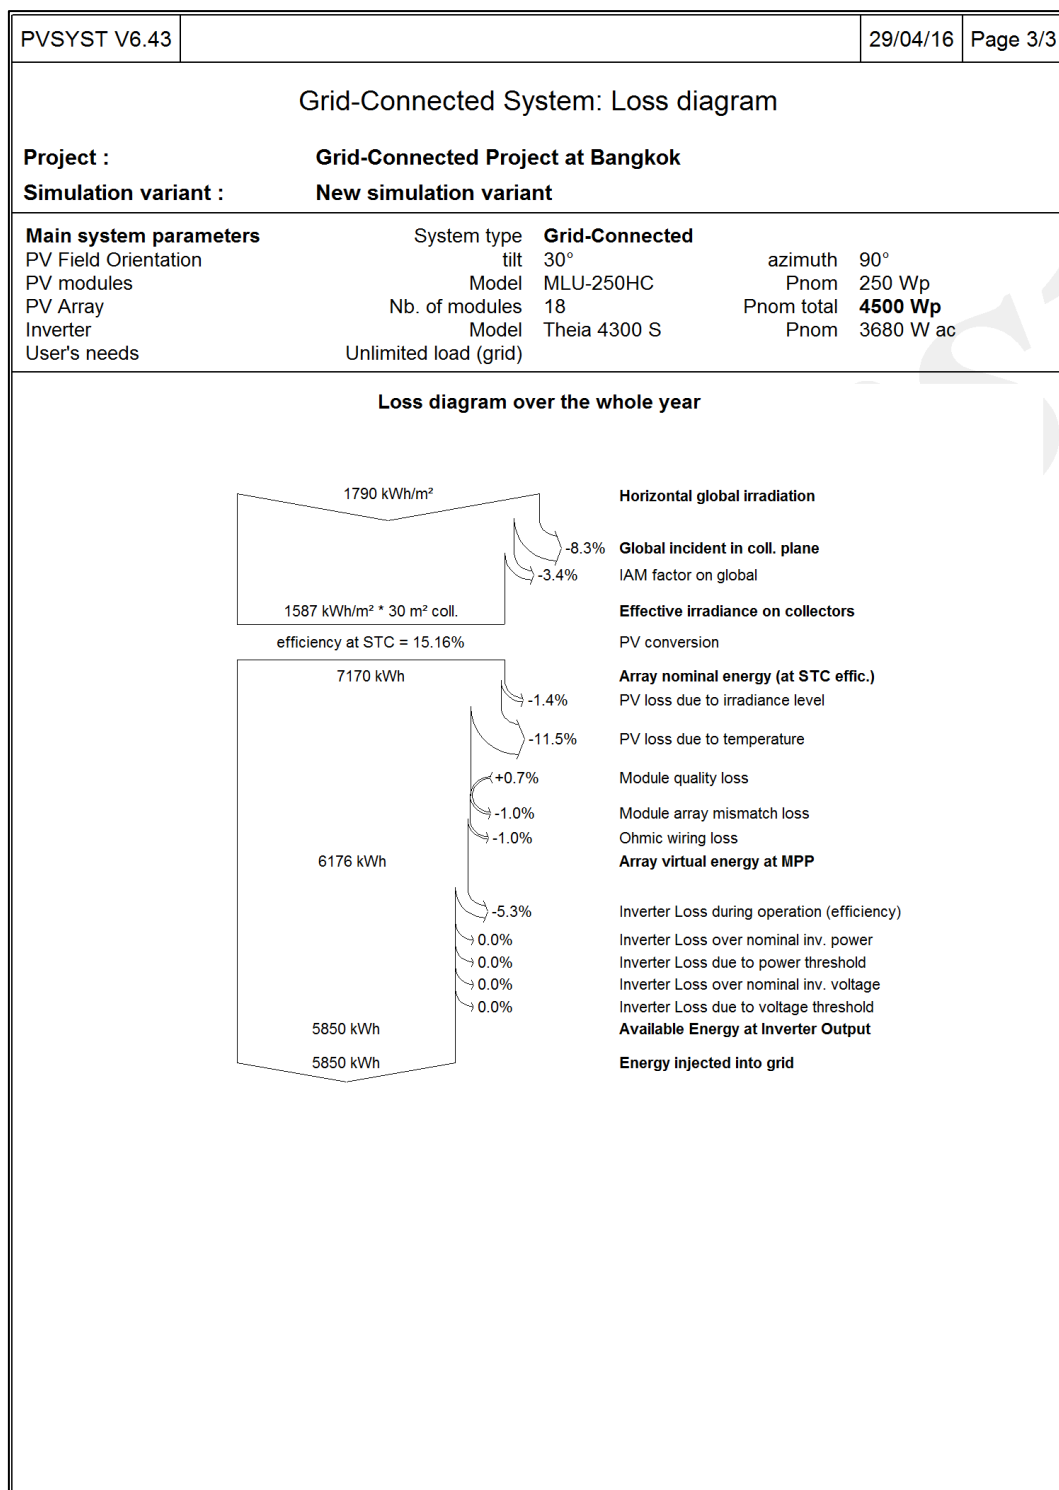 PVSYST V6.43 29/04/16 Page 3/3
Grid-Connected System: Loss diagram
Project : Grid-Connected Project at Bangkok
Simulation variant : New simulation variant
Main system parameters System type Grid-Connected
PV Field Orientation tilt 30° azimuth 90°
PV modules Model MLU-250HC Pnom 250 Wp
PV Array Nb. of modules 18 Pnom total 4500 Wp
Inverter Model Theia 4300 S Pnom 3680 W ac
User's needs Unlimited load (grid)
Loss diagram over the whole year
1790 kWh/m² Horizontal global irradiation
-8.3% Global incident in coll. plane
-3.4% IAM factor on global
1587 kWh/m² * 30 m² coll. Effective irradiance on collectors
efficiency at STC = 15.16% PV conversion
7170 kWh Array nominal energy (at STC effic.)
-1.4% PV loss due to irradiance level
-11.5% PV loss due to temperature
+0.7% Module quality loss
-1.0% Module array mismatch loss
-1.0% Ohmic wiring loss
6176 kWh Array virtual energy at MPP
-5.3% Inverter Loss during operation (efficiency)
0.0% Inverter Loss over nominal inv. power
0.0% Inverter Loss due to power threshold
0.0% Inverter Loss over nominal inv. voltage
0.0% Inverter Loss due to voltage threshold
5850 kWh Available Energy at Inverter Output
5850 kWh Energy injected into grid